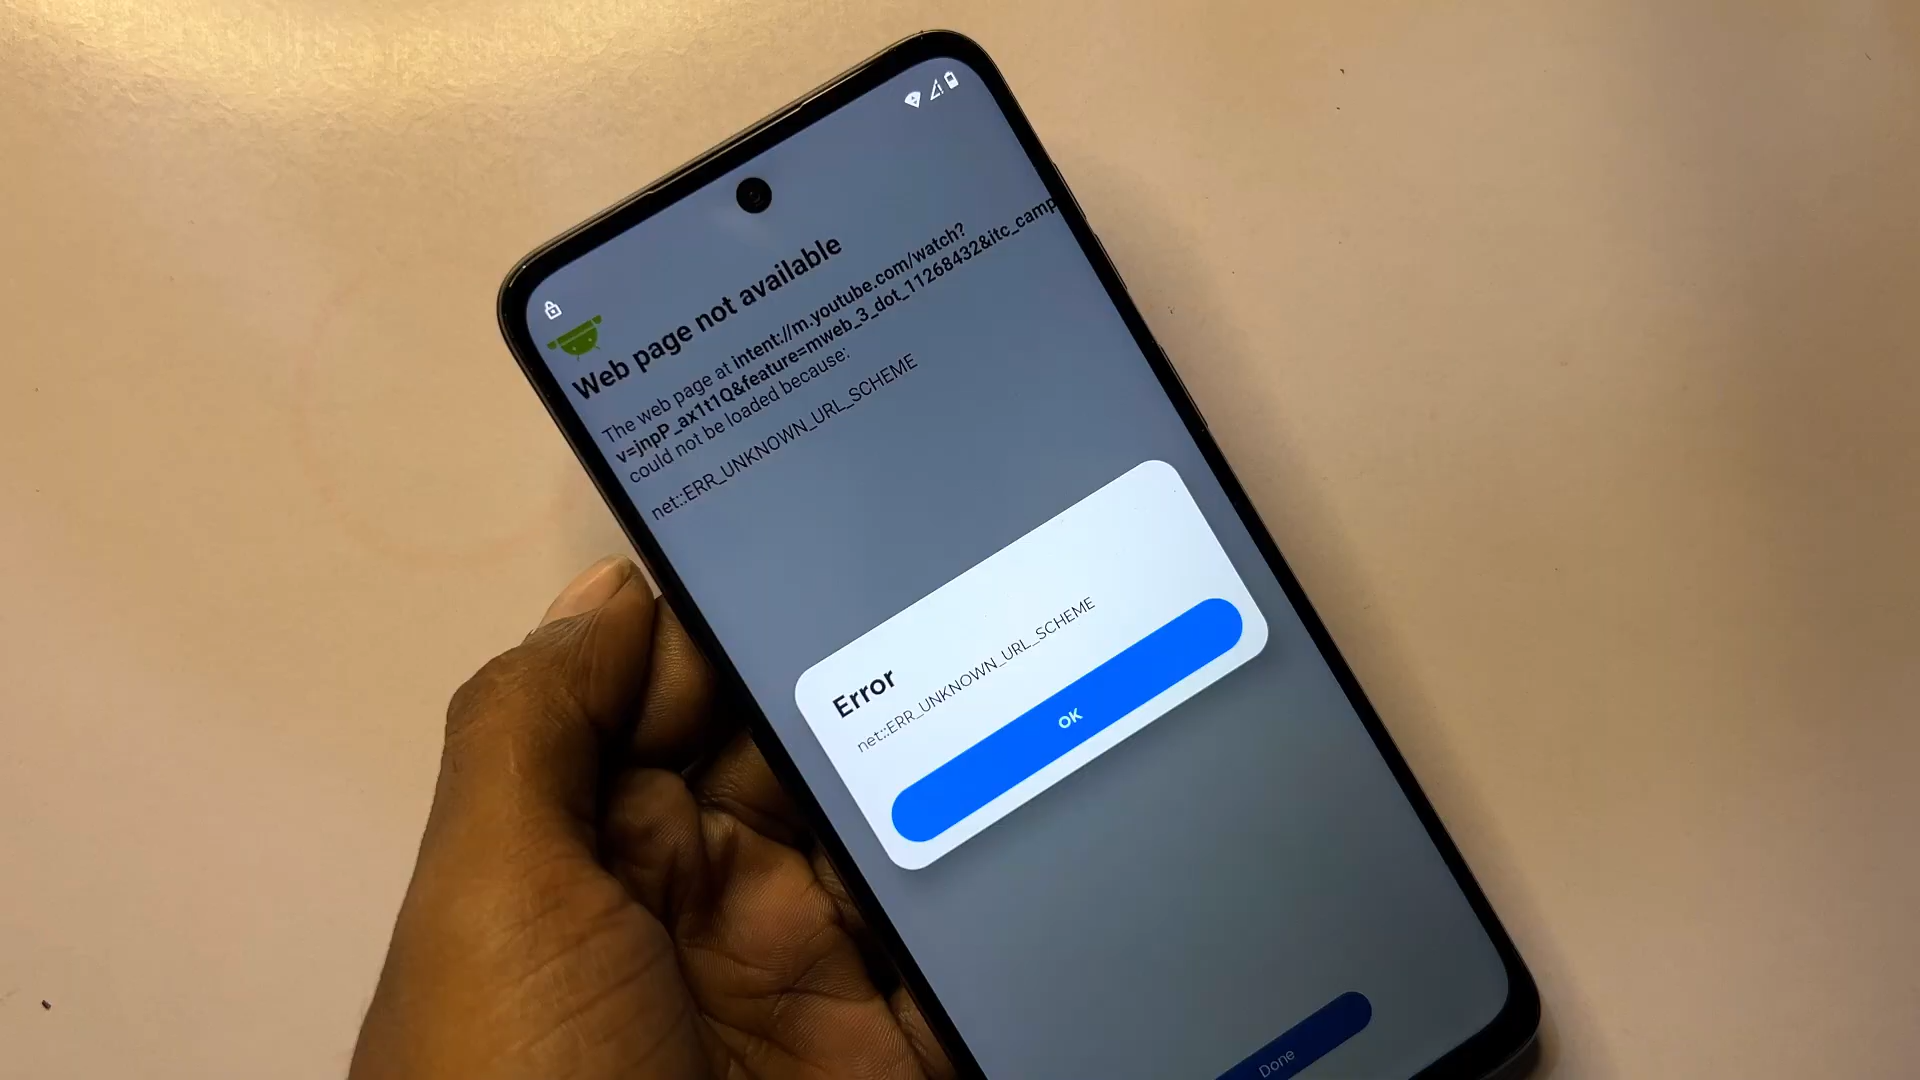 Web page not available
The web page at intent://m.youtube.com/watch?
v=jnpP_ax1t1Q&feature=mweb_3_dot_11268432&itc_camp
could not be loaded because:
net::ERR_UNKNOWN_URL_SCHEME
Error
net::ERR_UNKNOWN_URL_SCHEME
OK
Done